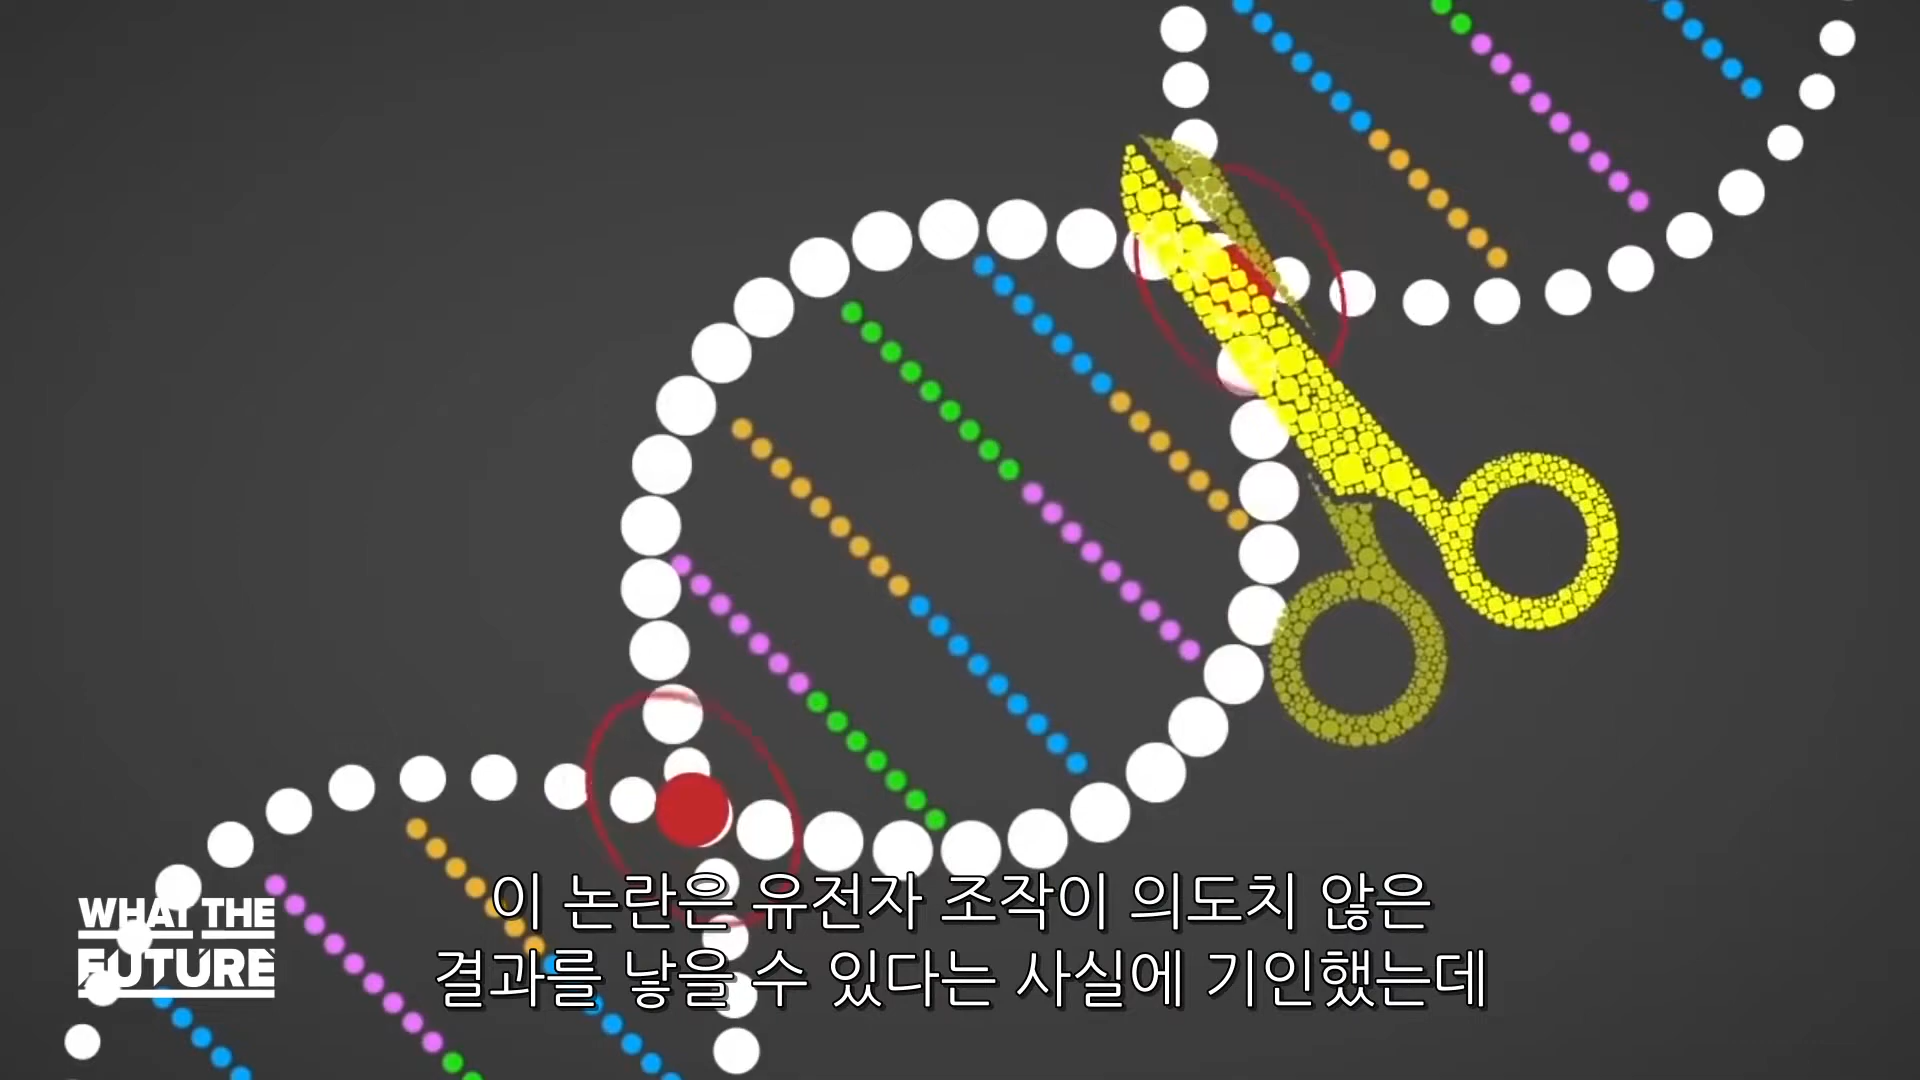 WHAT THE
FUTURE
이 논란은 유전자 조작이 의도치 않은
결과를 낳을 수 있다는 사실에 기인했는데